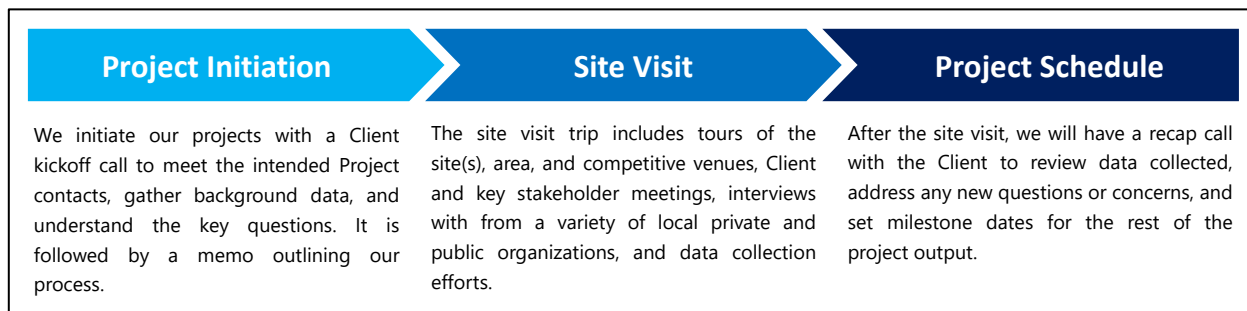 Project Initiation
We initiate our projects with a Client
kickoff call to meet the intended Project
contacts, gather background data, and
understand the key questions. It is
followed by a memo outlining our
process.
Site Visit
The site visit trip includes tours of the
site(s), area, and competitive venues, Client
and key stakeholder meetings, interviews
with from a variety of local private and
public organizations, and data collection
efforts.
Project Schedule
After the site visit, we will have a recap call
with the Client to review data collected,
address any new questions or concerns, and
set milestone dates for the rest of the
project output.